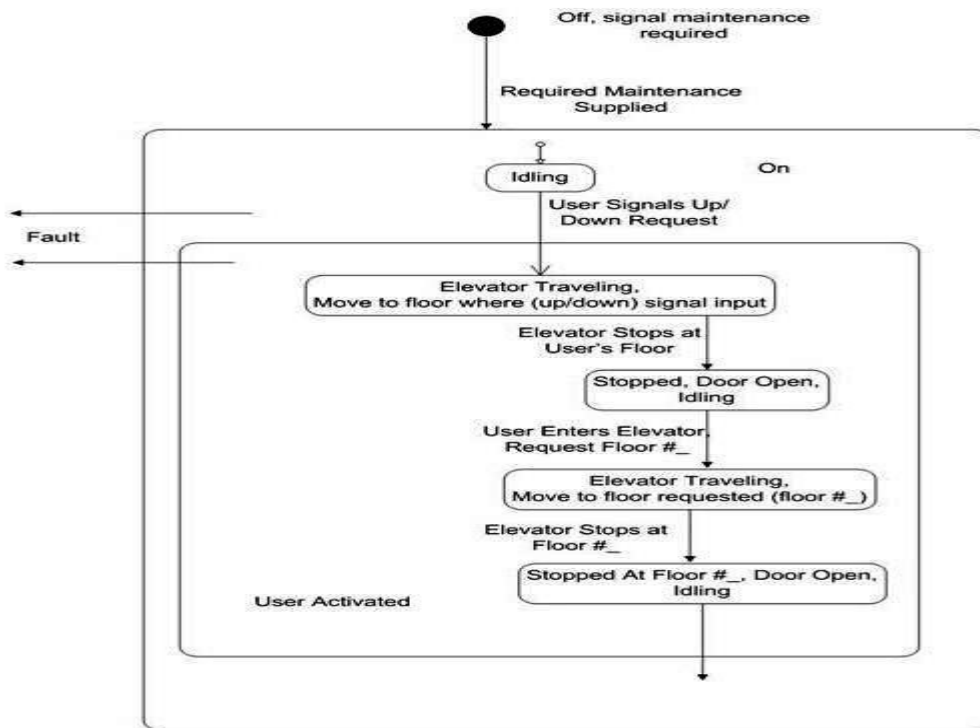 Off, signal maintenance
required
Required Maintenance
Supplied
On
Idling
User Signals Up/
Down Request
Fault
Elevator Traveling,
Move to floor where (up/down) signal input
Elevator Stops at
User's Floor
Stopped, Door Open,
Idling
User Enters Elevator,
Request Floor #_
Elevator Traveling,
Move to floor requested (floor #_)
Elevator Stops at
Floor #_
Stopped At Floor #_, Door Open,
Idling
User Activated